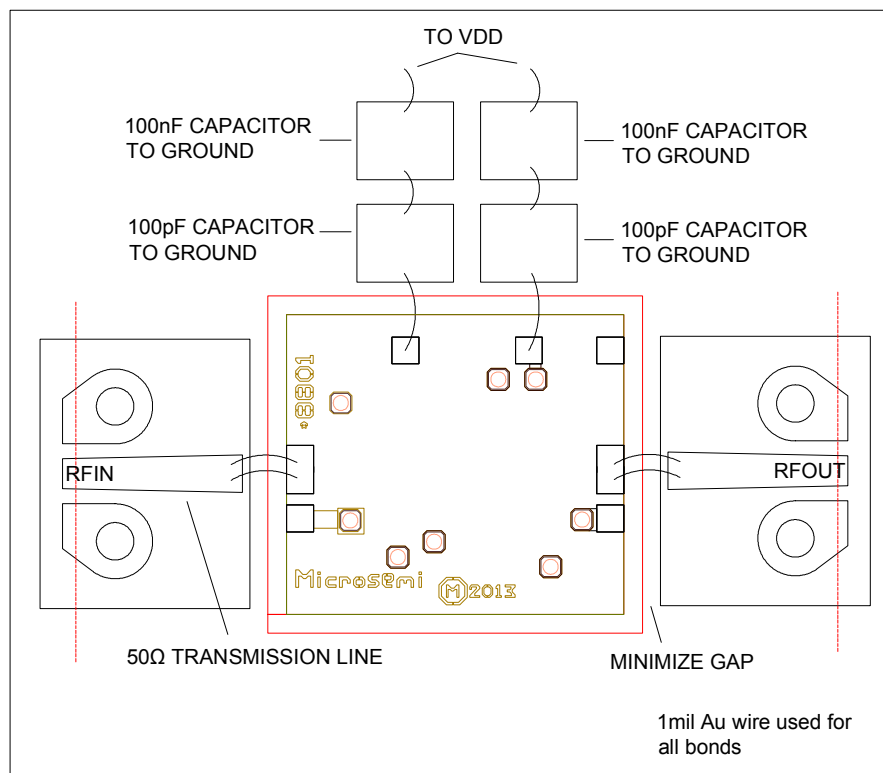 TO VDD
100nF CAPACITOR
TO GROUND
100nF CAPACITOR
TO GROUND
100pF CAPACITOR
TO GROUND
100pF CAPACITOR
TO GROUND
8801
RFIN
RFOUT
Microsemi
M 2013
50Ω TRANSMISSION LINE
MINIMIZE GAP
1mil Au wire used for
all bonds